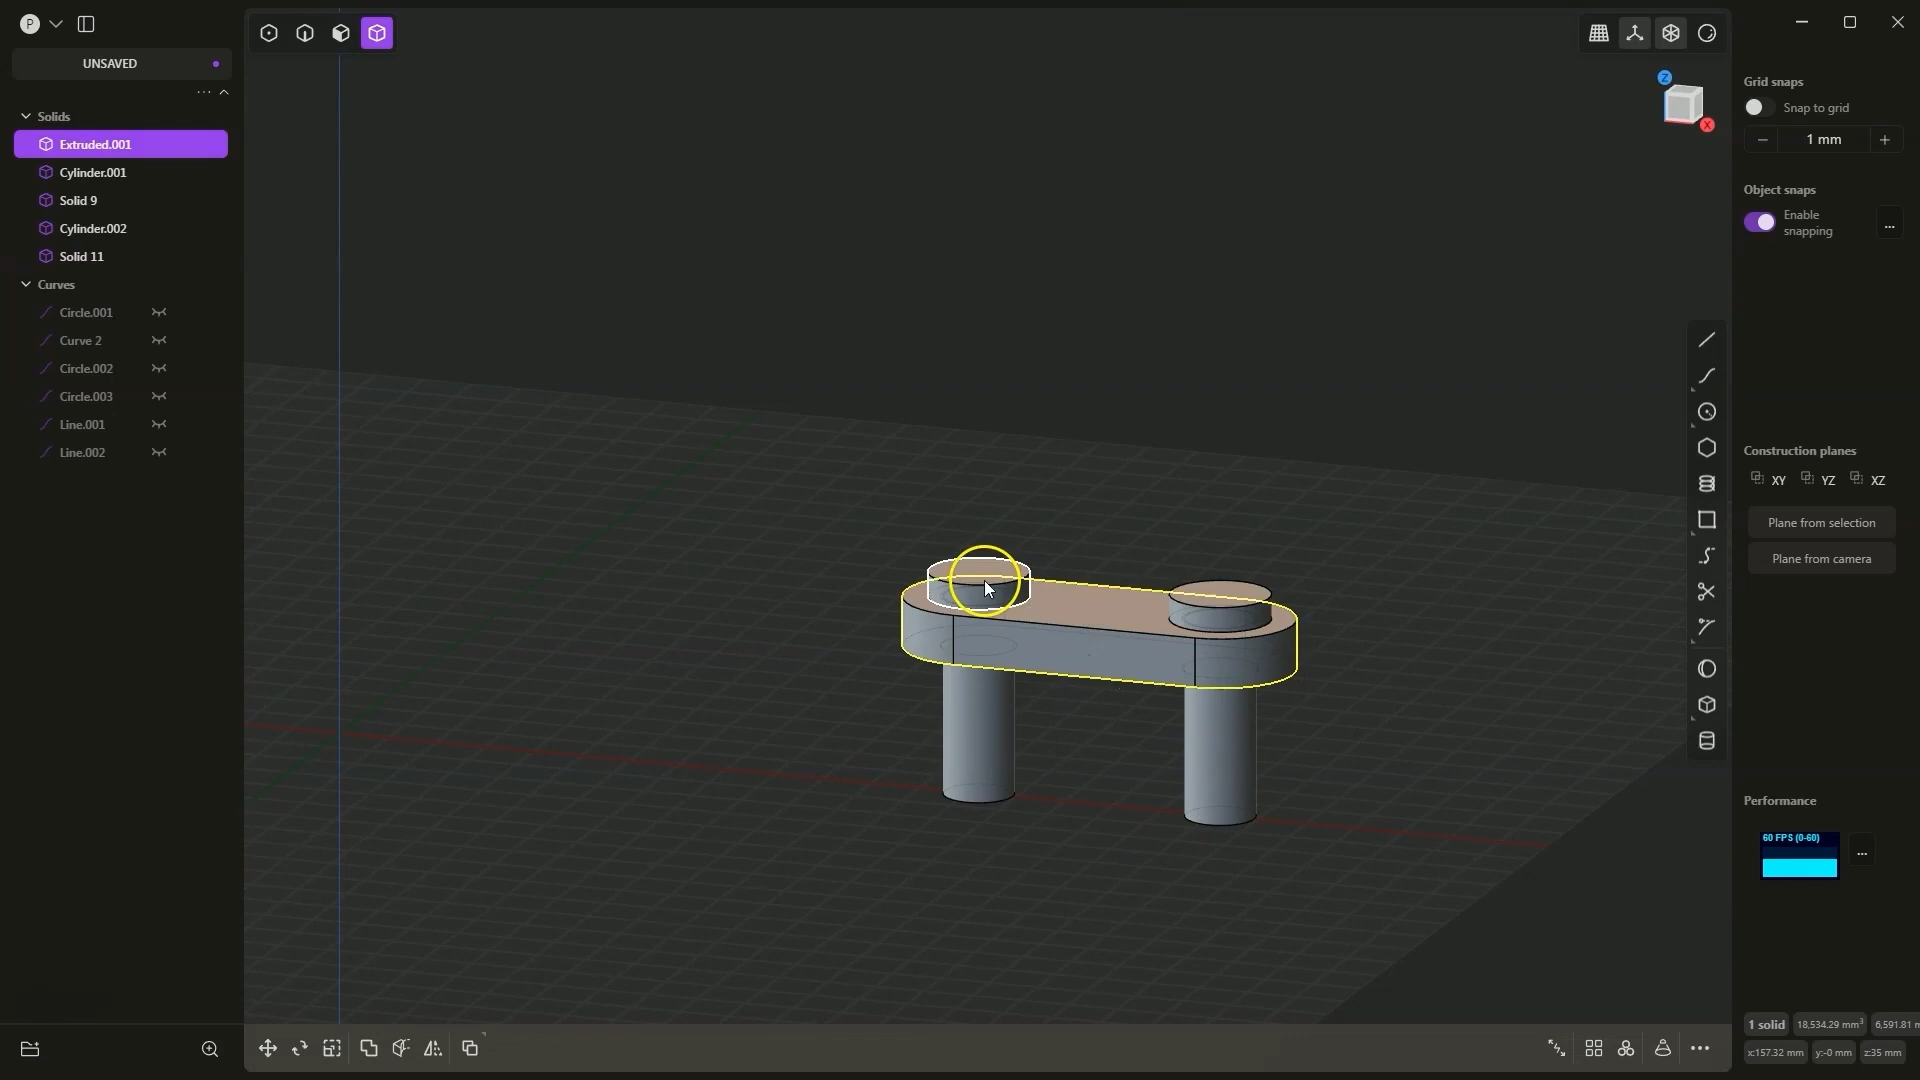 P
UNSAVED
...
Solids
Extruded.001
Cylinder.001
Solid 9
Cylinder.002
Solid 11
Curves
Circle.001
Curve 2
Circle.002
Circle.003
Line.001
Line.002
Z
X
Grid snaps
Snap to grid
− 1 mm +
Object snaps
Enable
snapping
...
Construction planes
XY YZ XZ
Plane from selection
Plane from camera
Performance
60 FPS (0-60)
...
1 solid 18,534.29 mm³ 6,591.81 m
x:157.32 mm y:-0 mm z:35 mm